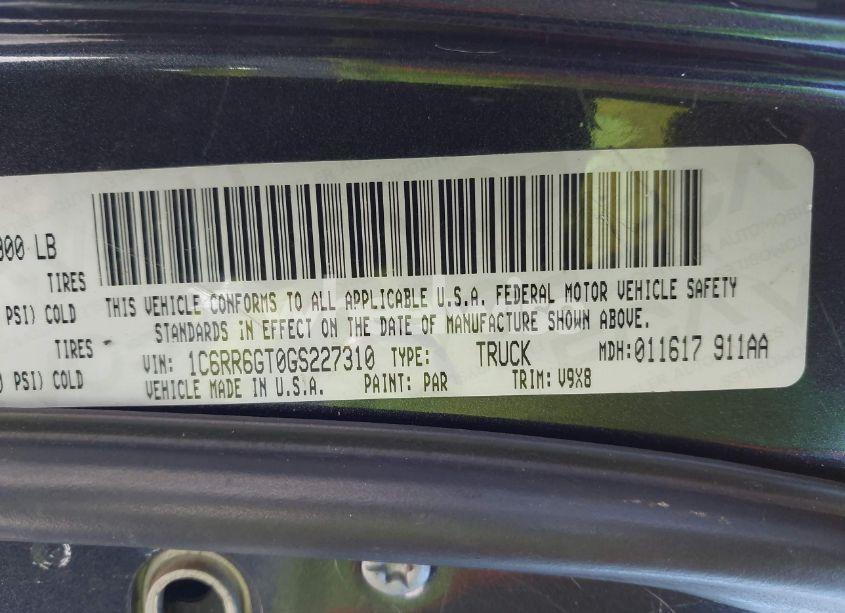 000 LB
TIRES
PSI) COLD
THIS VEHICLE CONFORMS TO ALL APPLICABLE U.S.A. FEDERAL MOTOR VEHICLE SAFETY
STANDARDS IN EFFECT ON THE DATE OF MANUFACTURE SHOWN ABOVE.
TIRES
VIN: 1C6RR6GT0GS227310 TYPE: TRUCK MDH:011617 911AA
PSI) COLD
VEHICLE MADE IN U.S.A. PAINT: PAR TRIM: V9X8